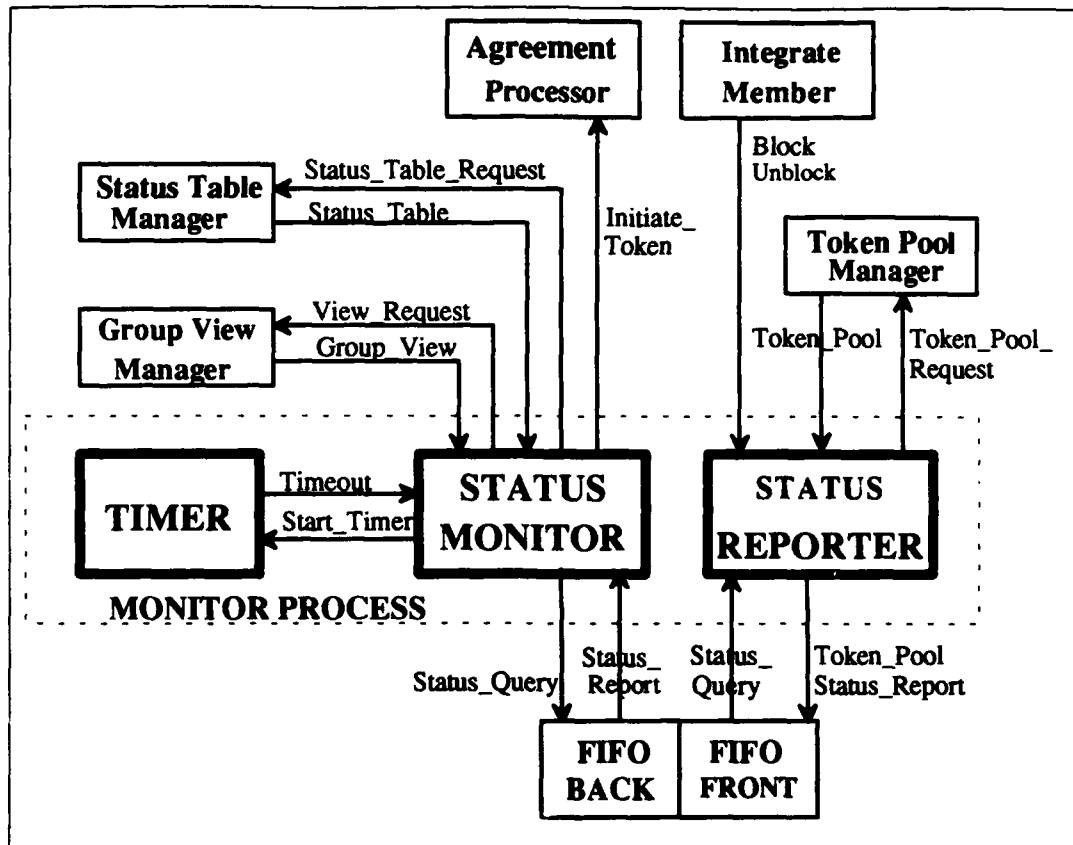 Agreement
Processor
Integrate
Member
Block
Unblock
Status_Table_Request
Status Table
Manager
Status_Table
Initiate_
Token
Token Pool
Manager
View_Request
Group View
Manager
Group_View
Token_Pool
Token_Pool_
Request
TIMER
Timeout
Start_Timer
STATUS
MONITOR
STATUS
REPORTER
MONITOR PROCESS
Status_Query
Status_
Report
Status_
Query
Token_Pool
Status_Report
FIFO
BACK
FIFO
FRONT